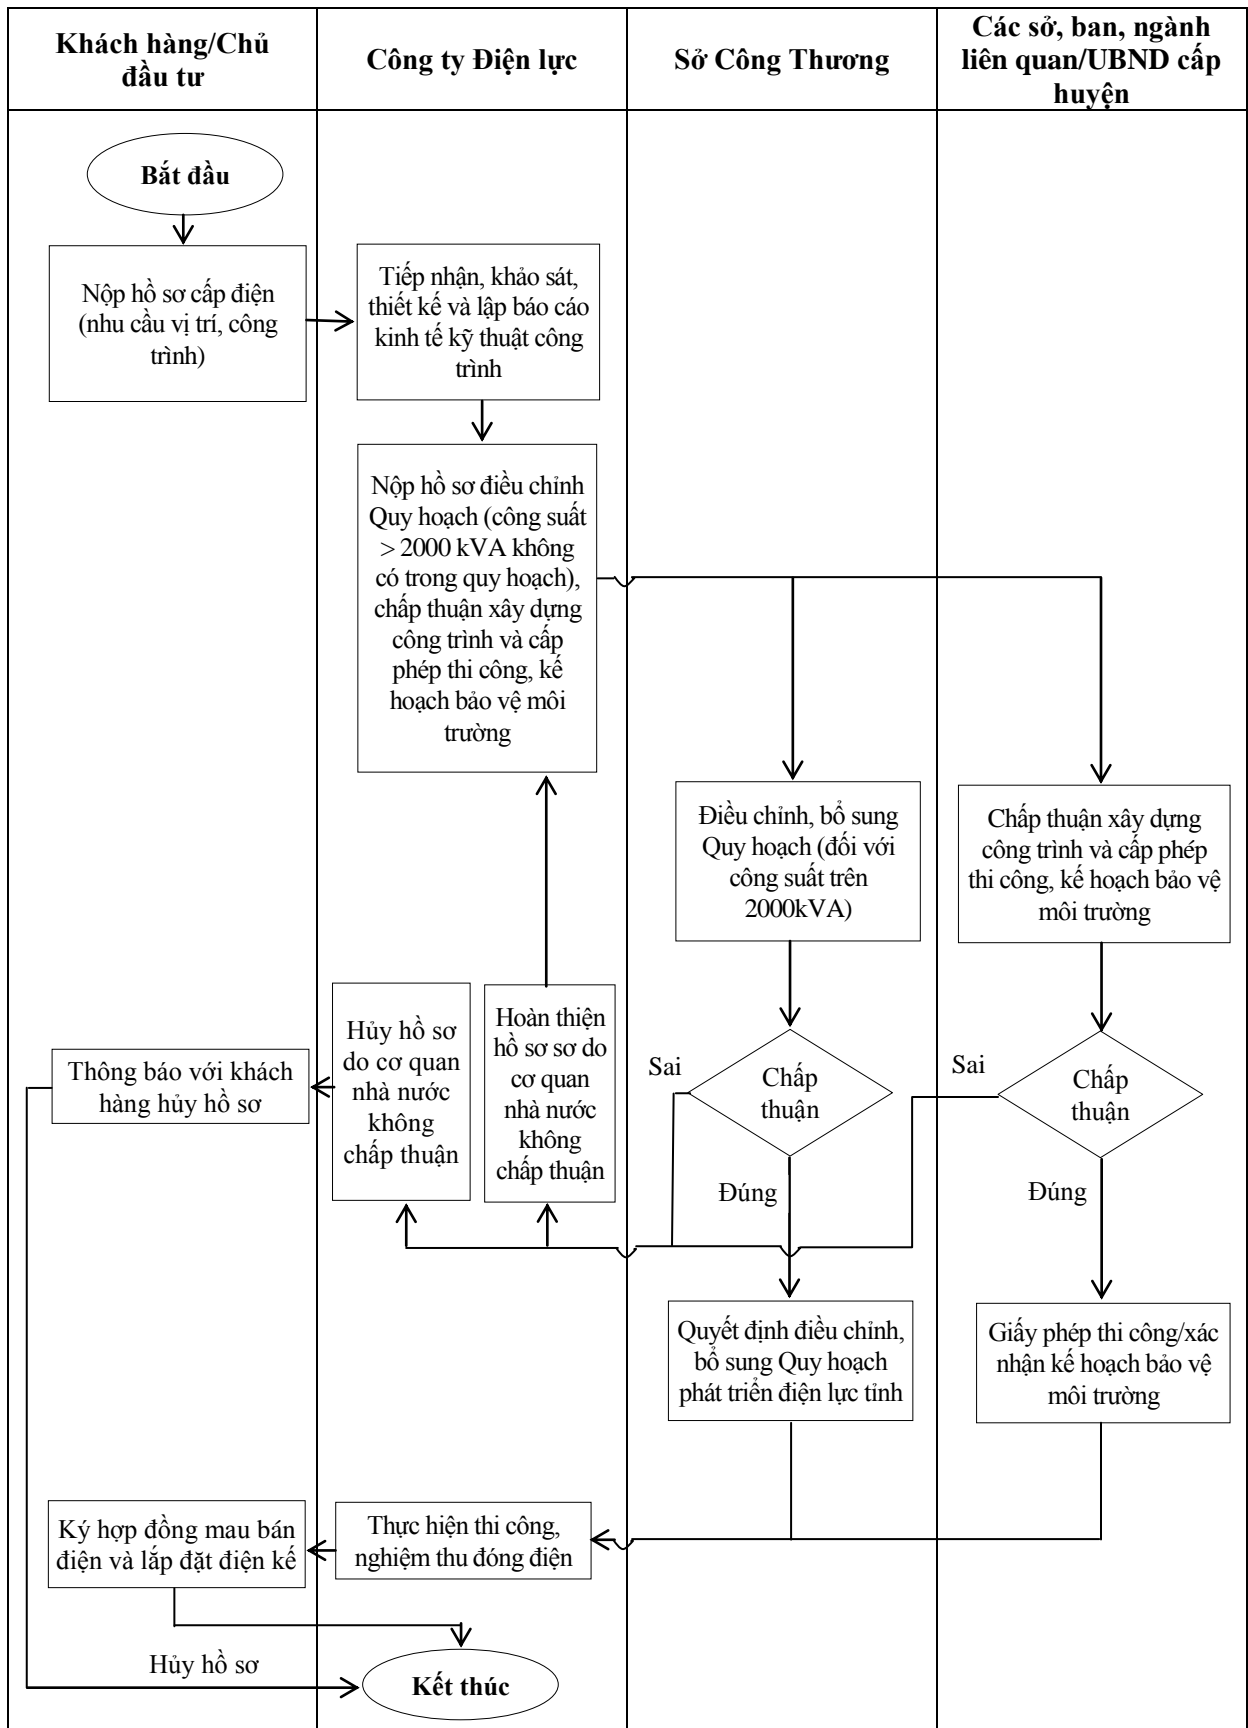 Khách hàng/Chủ
đầu tư
Công ty Điện lực
Sở Công Thương
Các sở, ban, ngành
liên quan/UBND cấp
huyện
Bắt đầu
Nộp hồ sơ cấp điện
(nhu cầu vị trí, công
trình)
Tiếp nhận, khảo sát,
thiết kế và lập báo cáo
kinh tế kỹ thuật công
trình
Nộp hồ sơ điều chỉnh
Quy hoạch (công suất
> 2000 kVA không
có trong quy hoạch),
chấp thuận xây dựng
công trình và cấp
phép thi công, kế
hoạch bảo vệ môi
trường
Điều chỉnh, bổ sung
Quy hoạch (đối với
công suất trên
2000kVA)
Chấp thuận xây dựng
công trình và cấp phép
thi công, kế hoạch bảo vệ
môi trường
Thông báo với khách
hàng hủy hồ sơ
Hủy hồ sơ
do cơ quan
nhà nước
không
chấp thuận
Hoàn thiện
hồ sơ sơ do
cơ quan
nhà nước
không
chấp thuận
Sai
Chấp
thuận
Đúng
Sai
Chấp
thuận
Đúng
Quyết định điều chỉnh,
bổ sung Quy hoạch
phát triển điện lực tỉnh
Giấy phép thi công/xác
nhận kế hoạch bảo vệ
môi trường
Ký hợp đồng mau bán
điện và lắp đặt điện kế
Thực hiện thi công,
nghiệm thu đóng điện
Hủy hồ sơ
Kết thúc